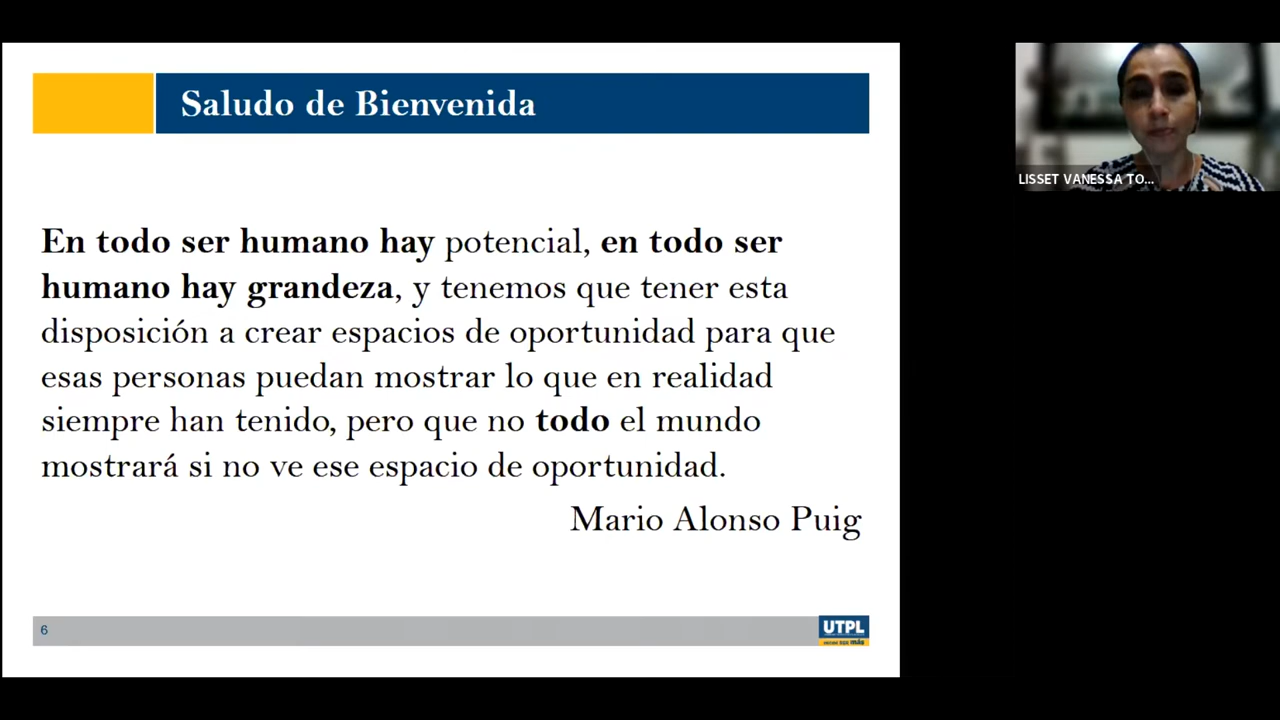 Saludo de Bienvenida
En todo ser humano hay potencial, en todo ser
humano hay grandeza, y tenemos que tener esta
disposición a crear espacios de oportunidad para que
esas personas puedan mostrar lo que en realidad
siempre han tenido, pero que no todo el mundo
mostrará si no ve ese espacio de oportunidad.
Mario Alonso Puig
6
UTPL
LISSET VANESSA TO...